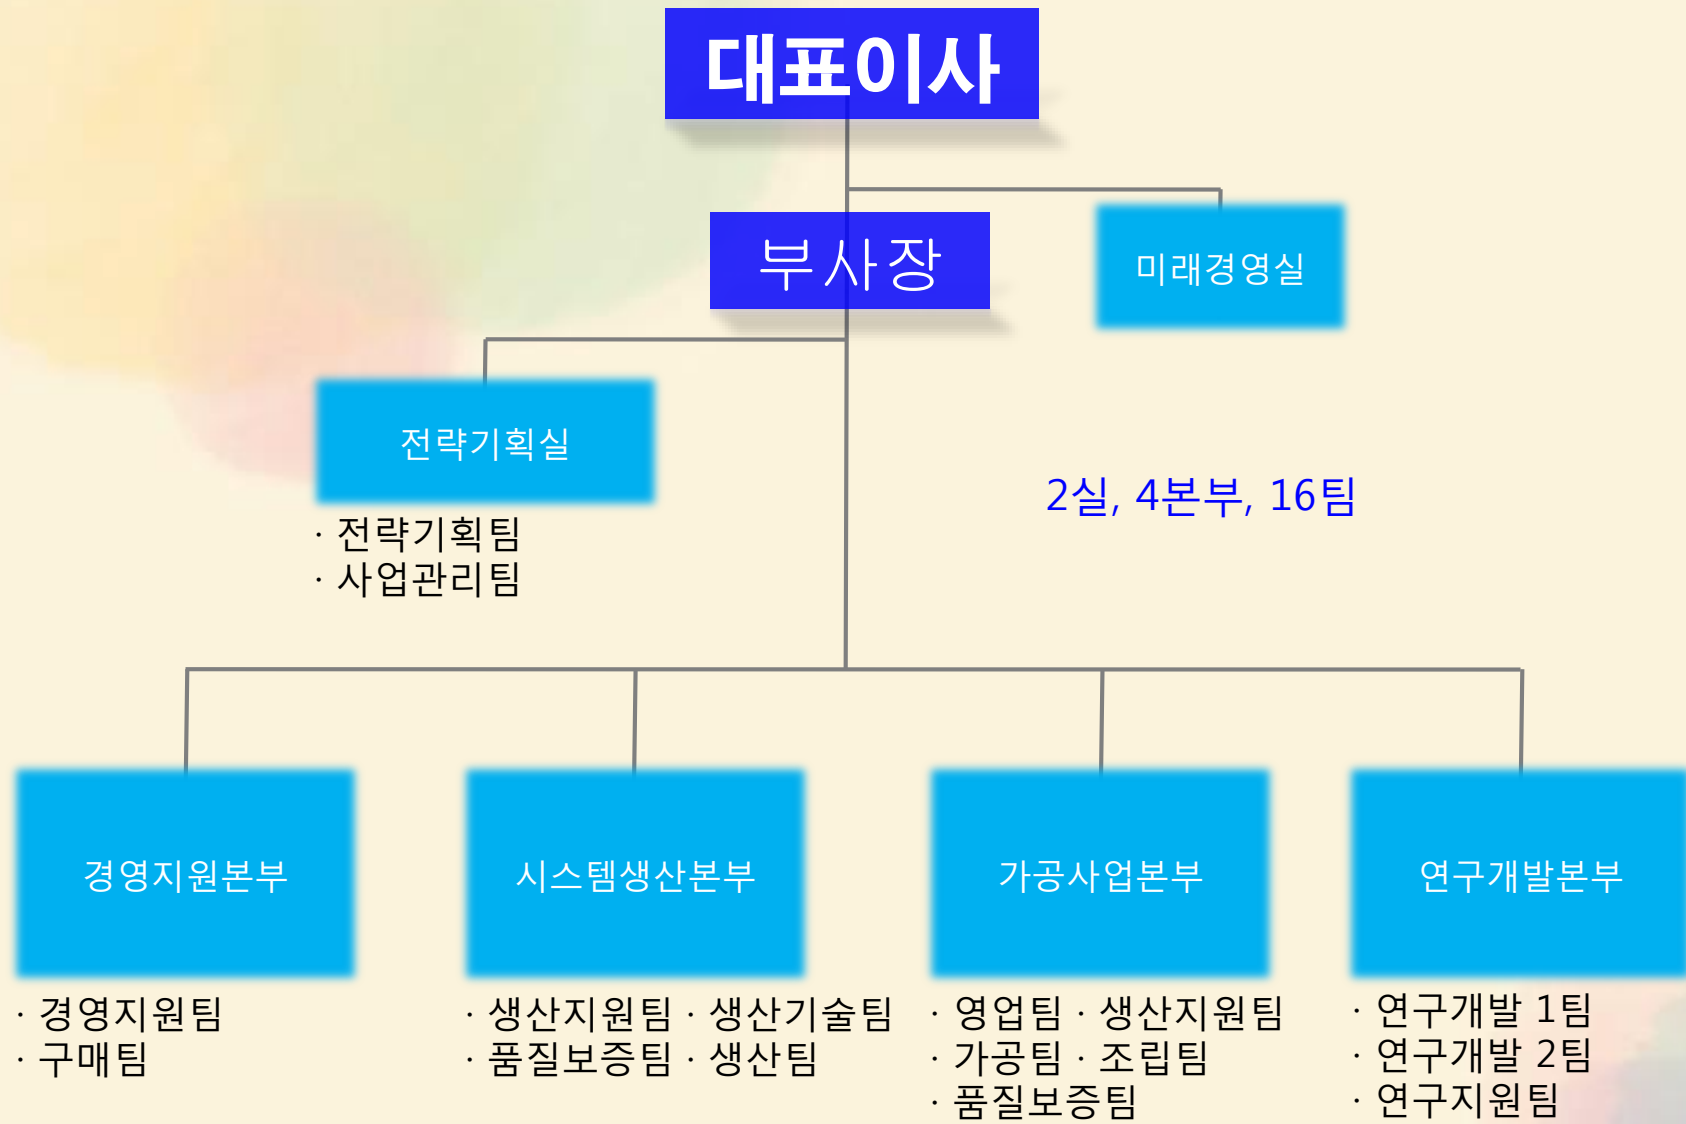 대표이사
부사장
미래경영실
전략기획실
· 전략기획팀
· 사업관리팀
2실, 4본부, 16팀
경영지원본부
· 경영지원팀
· 구매팀
시스템생산본부
· 생산지원팀 · 생산기술팀
· 품질보증팀 · 생산팀
가공사업본부
· 영업팀 · 생산지원팀
· 가공팀 · 조립팀
· 품질보증팀
연구개발본부
· 연구개발 1팀
· 연구개발 2팀
· 연구지원팀